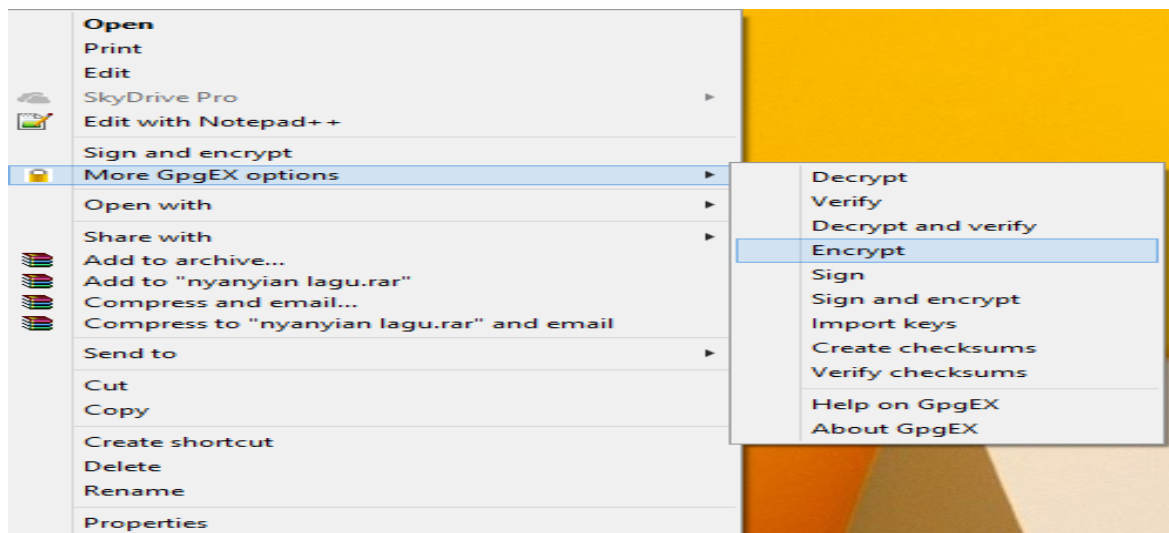 Open
Print
Edit
SkyDrive Pro
Edit with Notepad++
Sign and encrypt
More GpgEX options
Open with
Share with
Add to archive...
Add to "nyanyian lagu.rar"
Compress and email...
Compress to "nyanyian lagu.rar" and email
Send to
Cut
Copy
Create shortcut
Delete
Rename
Properties
Decrypt
Verify
Decrypt and verify
Encrypt
Sign
Sign and encrypt
Import keys
Create checksums
Verify checksums
Help on GpgEX
About GpgEX